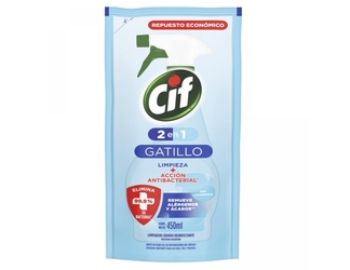 REPUESTO ECONÓMICO
Cif
2 en 1
GATILLO
LIMPIEZA
+
ACCIÓN
ANTIBACTERIAL
ELIMINA
99,9%
REMUEVE
ALÉRGENOS
Y ÁCAROS
450ml